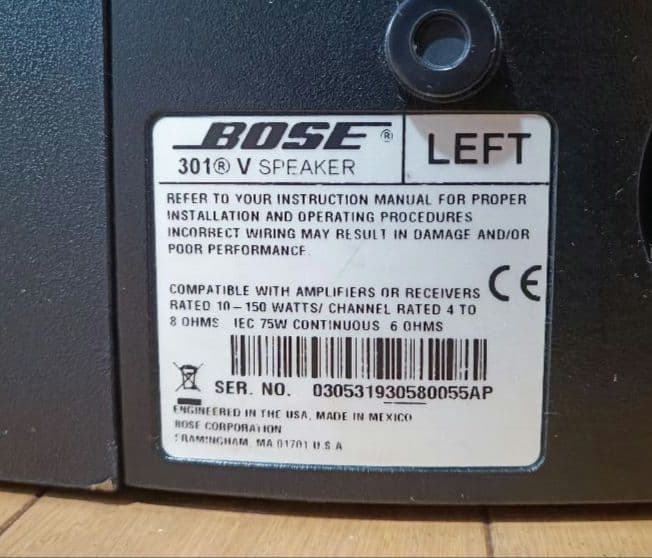 BOSE® LEFT
301® V SPEAKER
REFER TO YOUR INSTRUCTION MANUAL FOR PROPER
INSTALLATION AND OPERATING PROCEDURES
INCORRECT WIRING MAY RESULT IN DAMAGE AND/OR
POOR PERFORMANCE
CE
COMPATIBLE WITH AMPLIFIERS OR RECEIVERS
RATED 10-150 WATTS/ CHANNEL RATED 4 TO
8 OHMS IEC 75W CONTINUOUS 6 OHMS
SER. NO. 030531930580055AP
ENGINEERED IN THE USA, MADE IN MEXICO
BOSE CORPORATION
FRAMINGHAM MA 01701 U.S.A